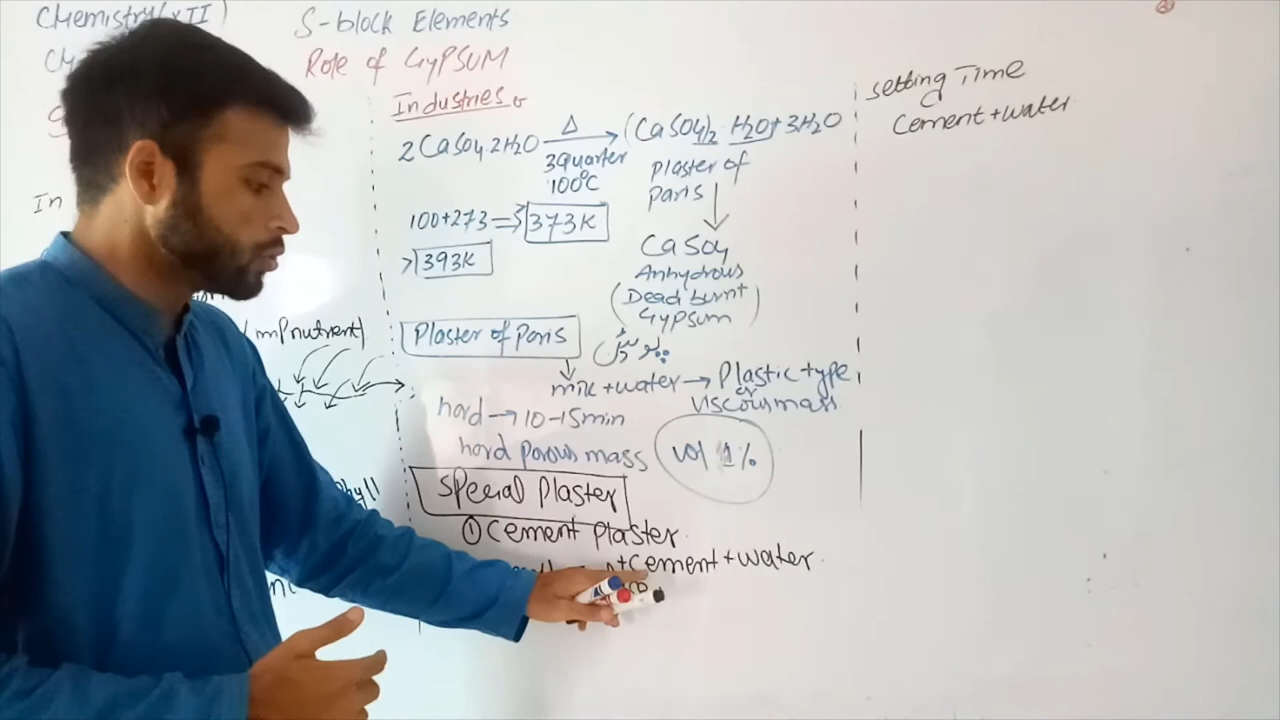 Chemistry(XII)
S-block Elements
Role of GYPSUM
In
mp nutrient)
Industries
2CaSO4.2H2O
Δ
3Quarter
100°C
(CaSO4)2 H2O+3H2O
Plaster of
paris
100+273=>
373K
>393K
CaSO4
Anhydrous
(Dead burnt
Gypsum)
Plaster of Paris
mix+water→Plastic type
or
viscous mass
hard→10-15min
hard porous mass
vol 1%
Special Plaster
① Cement Plaster
+Cement+water
setting Time
Cement+water